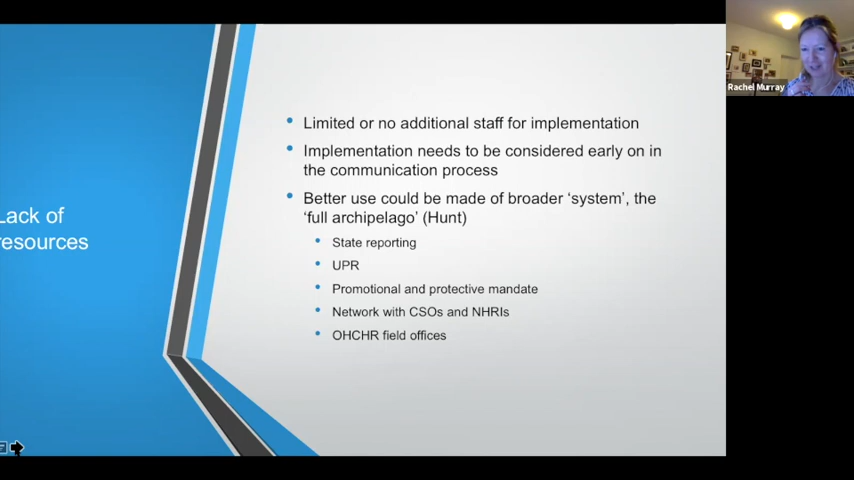 Lack of
resources
Limited or no additional staff for implementation
Implementation needs to be considered early on in
the communication process
Better use could be made of broader ‘system’, the
‘full archipelago’ (Hunt)
State reporting
UPR
Promotional and protective mandate
Network with CSOs and NHRIs
OHCHR field offices
Rachel Murray